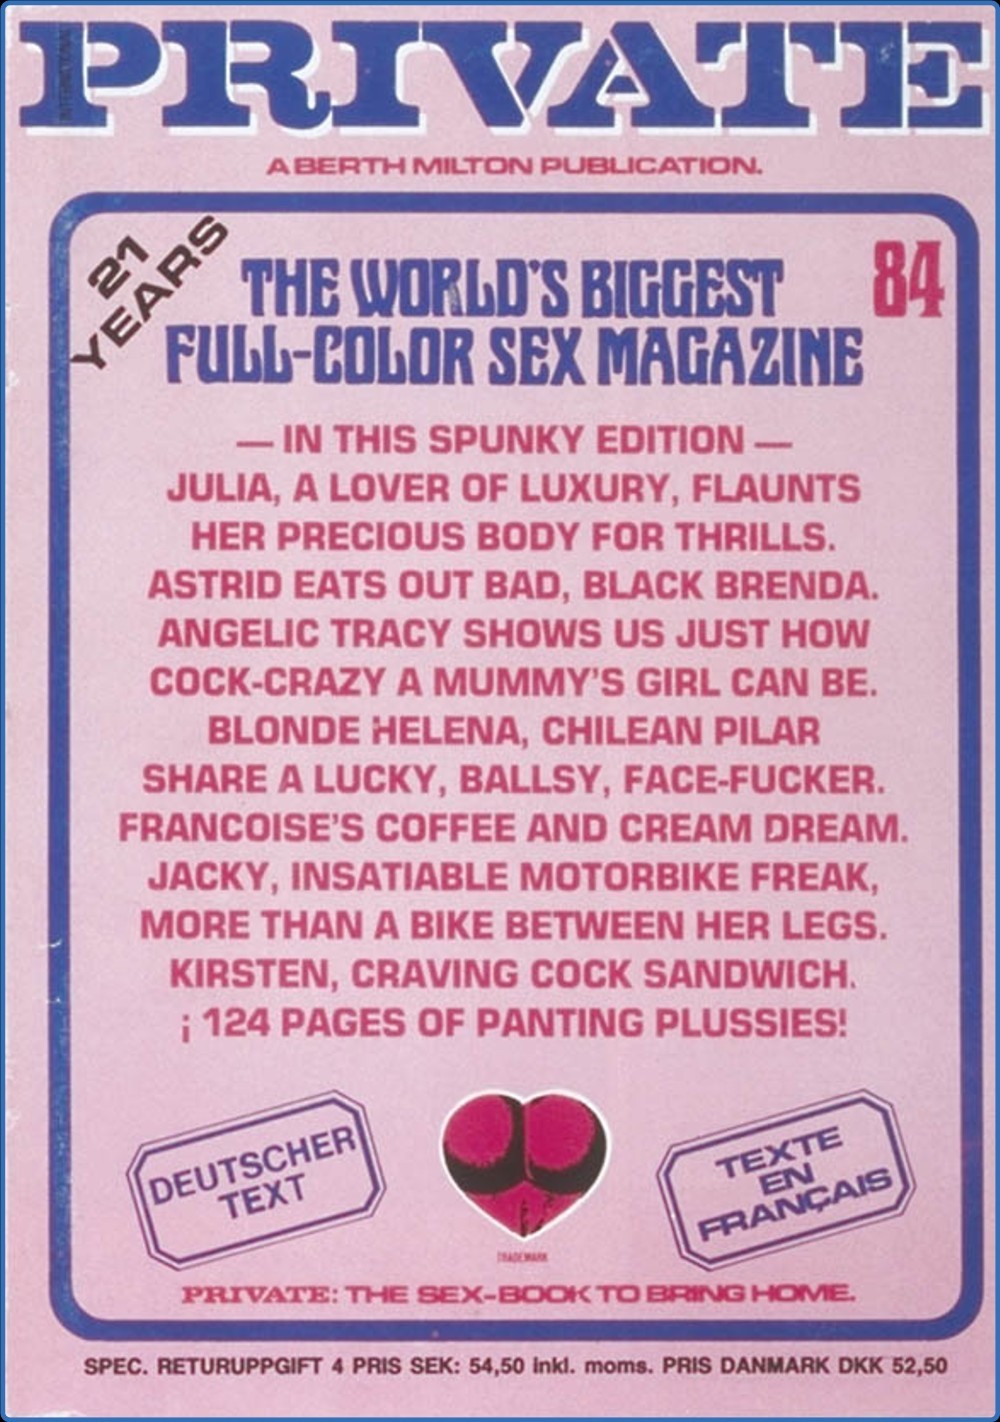 PRIVATE
A BERTH MILTON PUBLICATION.
21
YEARS
84
THE WORLD'S BIGGEST
FULL-COLOR SEX MAGAZINE
— IN THIS SPUNKY EDITION —
JULIA, A LOVER OF LUXURY, FLAUNTS
HER PRECIOUS BODY FOR THRILLS.
ASTRID EATS OUT BAD, BLACK BRENDA.
ANGELIC TRACY SHOWS US JUST HOW
COCK-CRAZY A MUMMY'S GIRL CAN BE.
BLONDE HELENA, CHILEAN PILAR
SHARE A LUCKY, BALLSY, FACE-FUCKER.
FRANCOISE'S COFFEE AND CREAM DREAM.
JACKY, INSATIABLE MOTORBIKE FREAK,
MORE THAN A BIKE BETWEEN HER LEGS.
KIRSTEN, CRAVING COCK SANDWICH.
¡ 124 PAGES OF PANTING PLUSSIES!
DEUTSCHER
TEXT
TRADEMARK
TEXTE
EN
FRANÇAIS
PRIVATE: THE SEX-BOOK TO BRING HOME.
SPEC. RETURUPPGIFT 4 PRIS SEK: 54,50 inkl. moms. PRIS DANMARK DKK 52,50